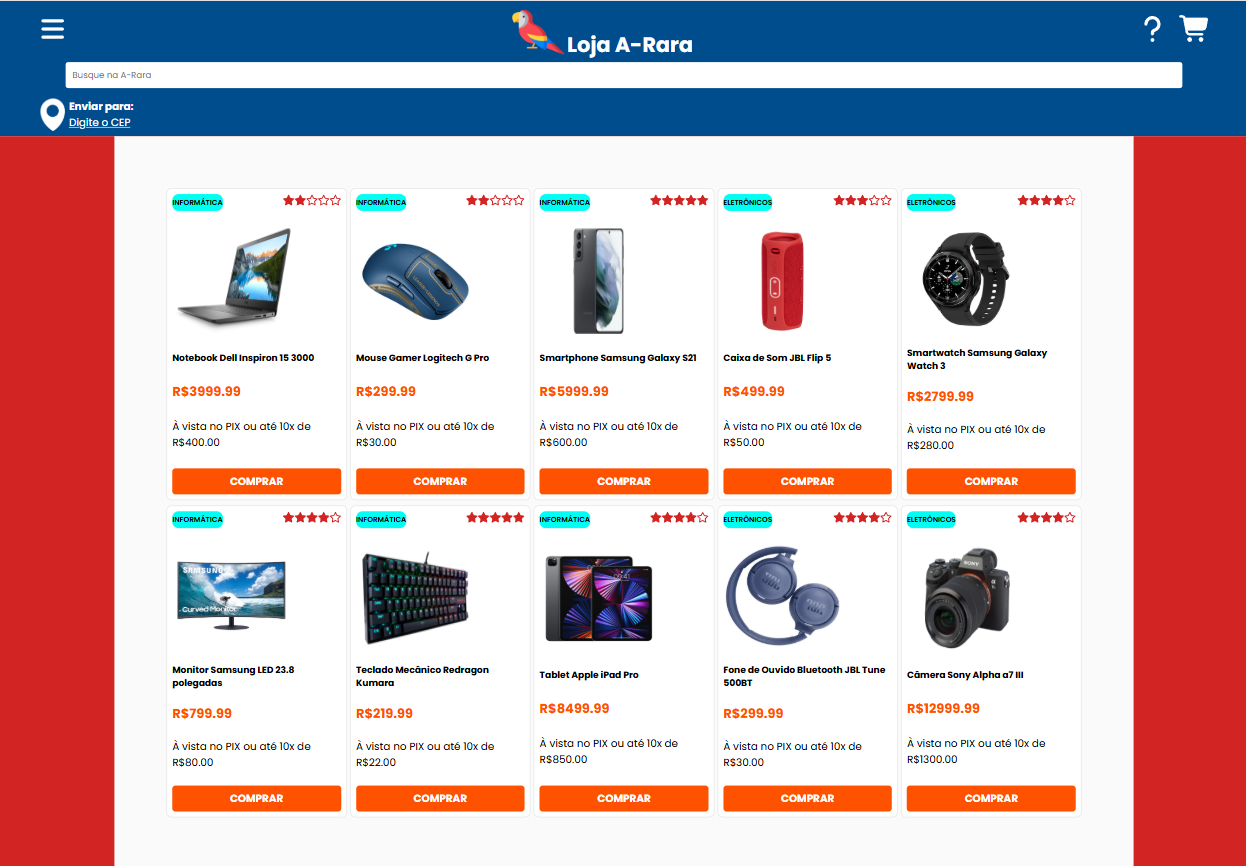 Loja A-Rara
Busque na A-Rara
Enviar para:
Digite o CEP
INFORMÁTICA
Notebook Dell Inspiron 15 3000
R$3999.99
À vista no PIX ou até 10x de
R$400.00
COMPRAR
INFORMÁTICA
Mouse Gamer Logitech G Pro
R$299.99
À vista no PIX ou até 10x de
R$30.00
COMPRAR
INFORMÁTICA
Smartphone Samsung Galaxy S21
R$5999.99
À vista no PIX ou até 10x de
R$600.00
COMPRAR
ELETRÔNICOS
Caixa de Som JBL Flip 5
R$499.99
À vista no PIX ou até 10x de
R$50.00
COMPRAR
ELETRÔNICOS
Smartwatch Samsung Galaxy
Watch 3
R$2799.99
À vista no PIX ou até 10x de
R$280.00
COMPRAR
INFORMÁTICA
SAMSUNG
Curved Monitor
Monitor Samsung LED 23.8
polegadas
R$799.99
À vista no PIX ou até 10x de
R$80.00
COMPRAR
INFORMÁTICA
Teclado Mecânico Redragon
Kumara
R$219.99
À vista no PIX ou até 10x de
R$22.00
COMPRAR
INFORMÁTICA
09:41
Tablet Apple iPad Pro
R$8499.99
À vista no PIX ou até 10x de
R$850.00
COMPRAR
ELETRÔNICOS
JBL
JBL
Fone de Ouvido Bluetooth JBL Tune
500BT
R$299.99
À vista no PIX ou até 10x de
R$30.00
COMPRAR
ELETRÔNICOS
SONY
Câmera Sony Alpha a7 III
R$12999.99
À vista no PIX ou até 10x de
R$1300.00
COMPRAR